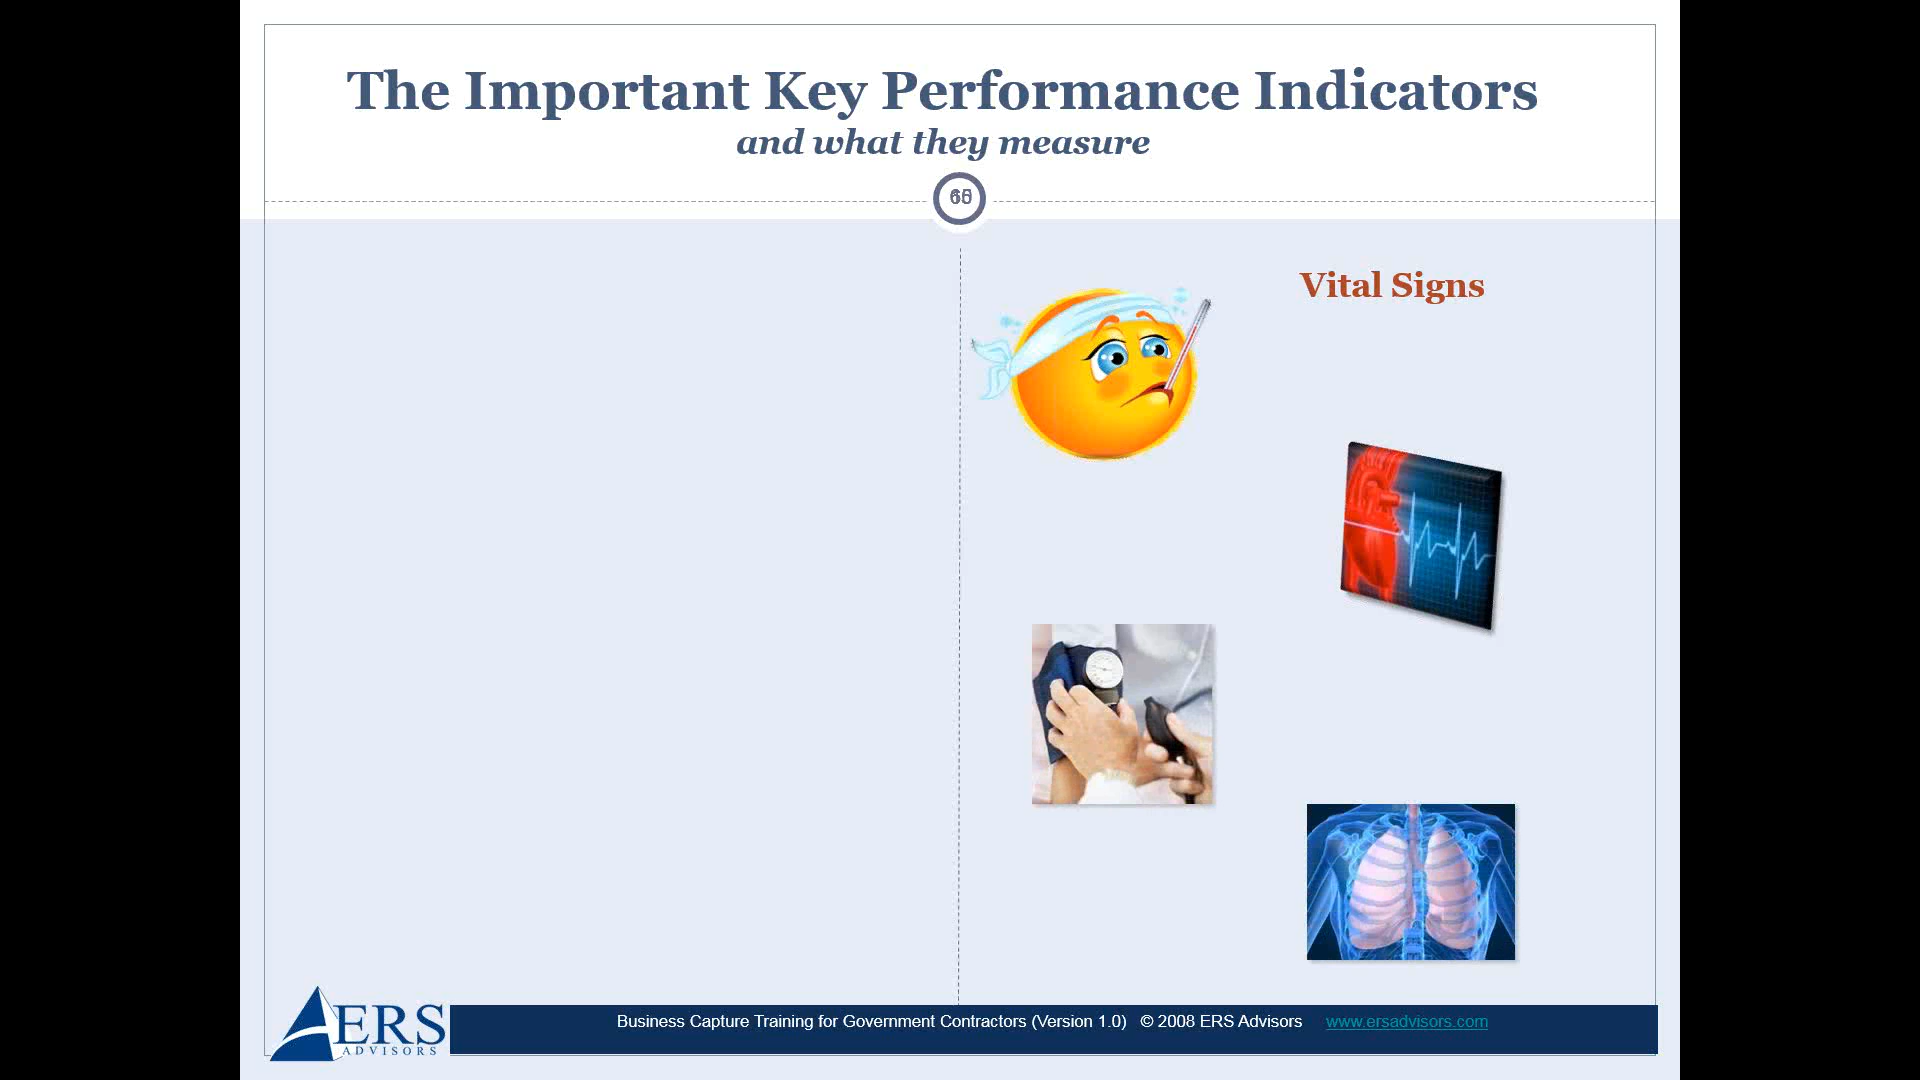 The Important Key Performance Indicators
and what they measure
Vital Signs
ERS
ADVISORS
Business Capture Training for Government Contractors (Version 1.0) © 2008 ERS Advisors www.ersadvisors.com